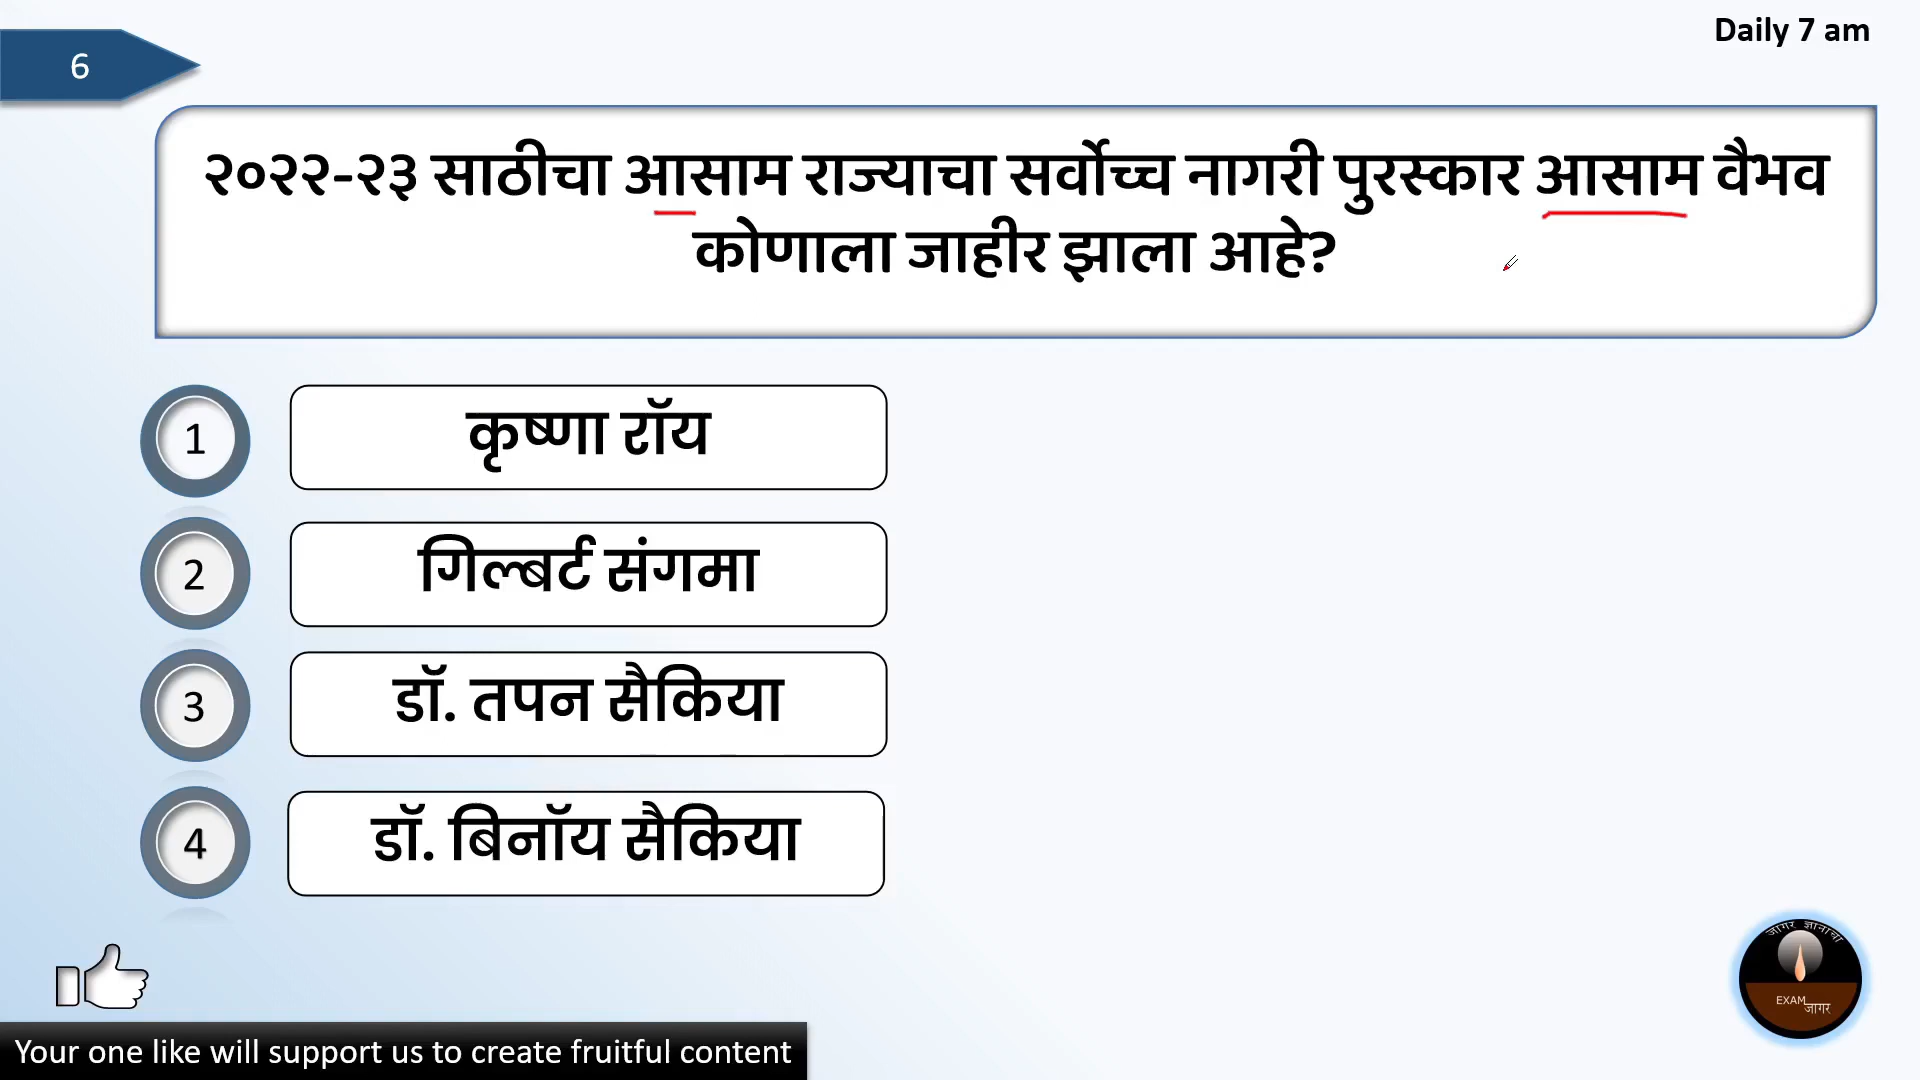 Daily 7 am
6
२०२२-२३ साठीचा आसाम राज्याचा सर्वोच्च नागरी पुरस्कार आसाम वैभव
कोणाला जाहीर झाला आहे?
1
कृष्णा रॉय
2
गिल्बर्ट संगमा
3
डॉ. तपन सैकिया
4
डॉ. बिनॉय सैकिया
जागर ज्ञानाचा
EXAM
जागर
Your one like will support us to create fruitful content